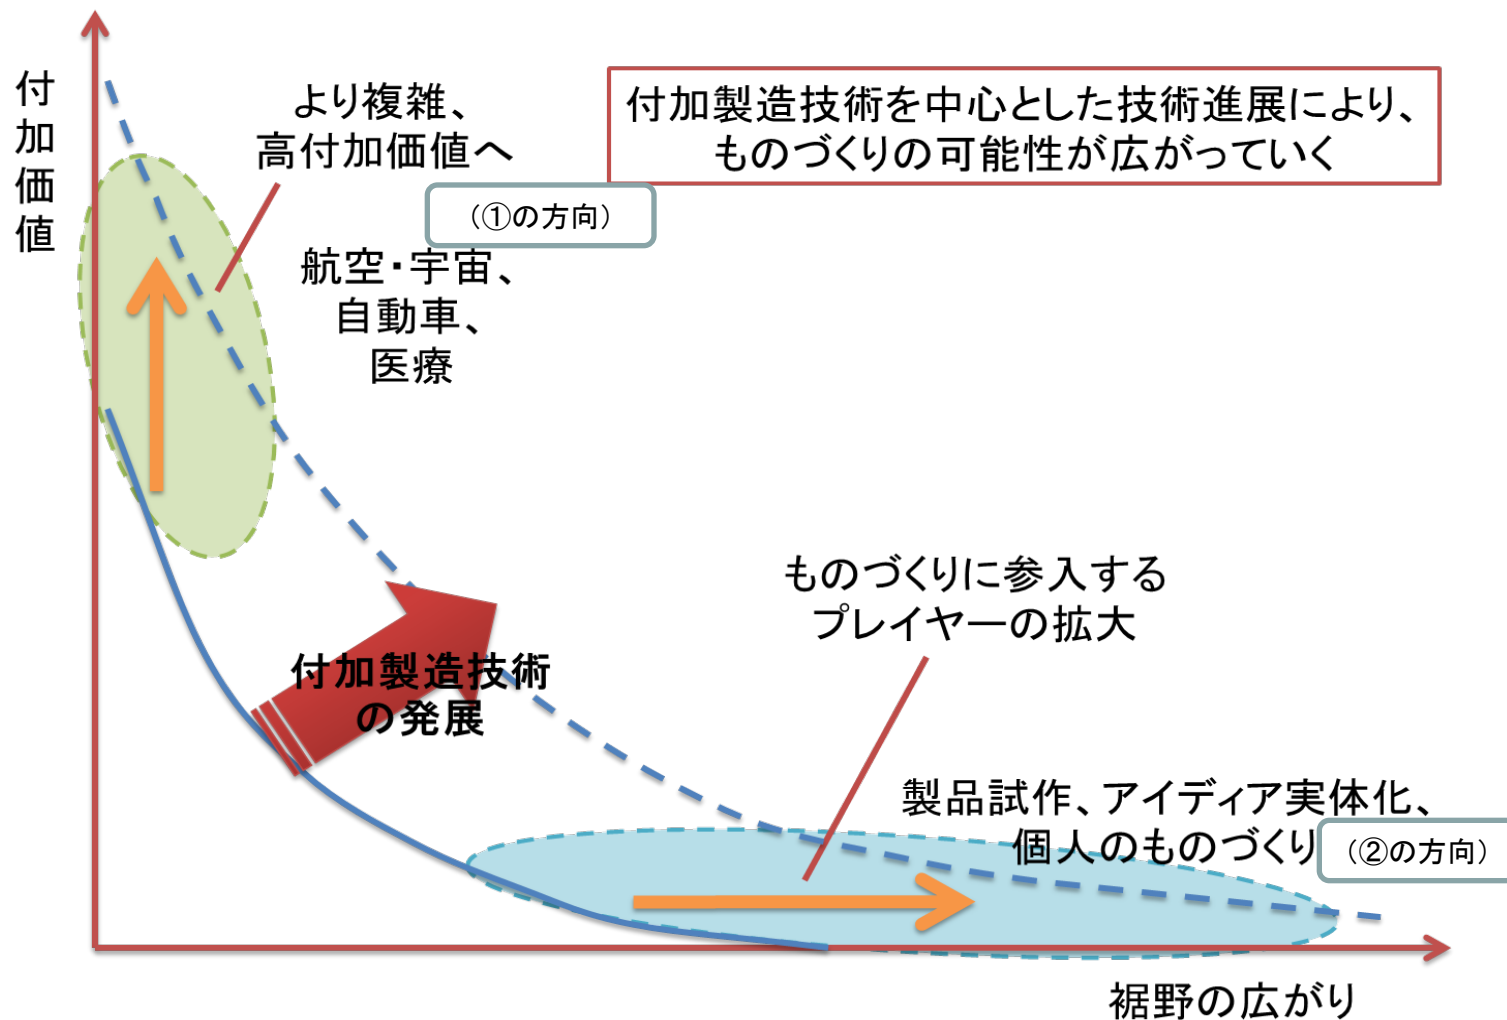 付加価値
より複雑、
高付加価値へ
付加製造技術を中心とした技術進展により、
ものづくりの可能性が広がっていく
（①の方向）
航空・宇宙、
自動車、
医療
ものづくりに参入する
プレイヤーの拡大
付加製造技術
の発展
製品試作、アイディア実体化、
個人のものづくり
（②の方向）
裾野の広がり